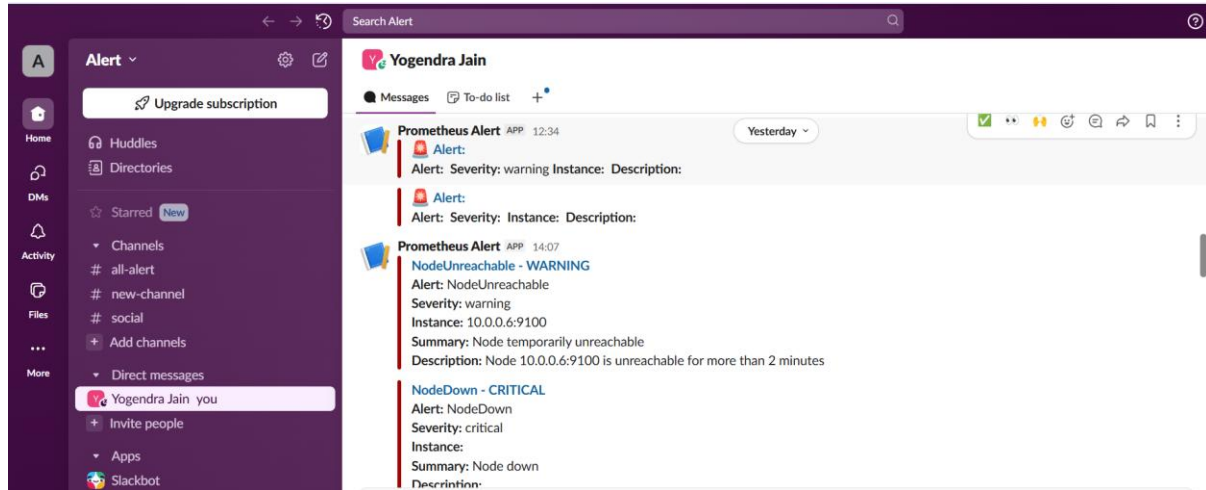 Search Alert
A
Alert
Upgrade subscription
Home
Huddles
Directories
DMs
Starred New
Activity
Channels
# all-alert
# new-channel
Files
# social
+ Add channels
More
Direct messages
Yogendra Jain you
+ Invite people
Apps
Slackbot
Yogendra Jain
Messages To-do list +
Prometheus Alert APP 12:34
Yesterday
Alert:
Alert: Severity: warning Instance: Description:
Alert:
Alert: Severity: Instance: Description:
Prometheus Alert APP 14:07
NodeUnreachable - WARNING
Alert: NodeUnreachable
Severity: warning
Instance: 10.0.0.6:9100
Summary: Node temporarily unreachable
Description: Node 10.0.0.6:9100 is unreachable for more than 2 minutes
NodeDown - CRITICAL
Alert: NodeDown
Severity: critical
Instance:
Summary: Node down
Description: